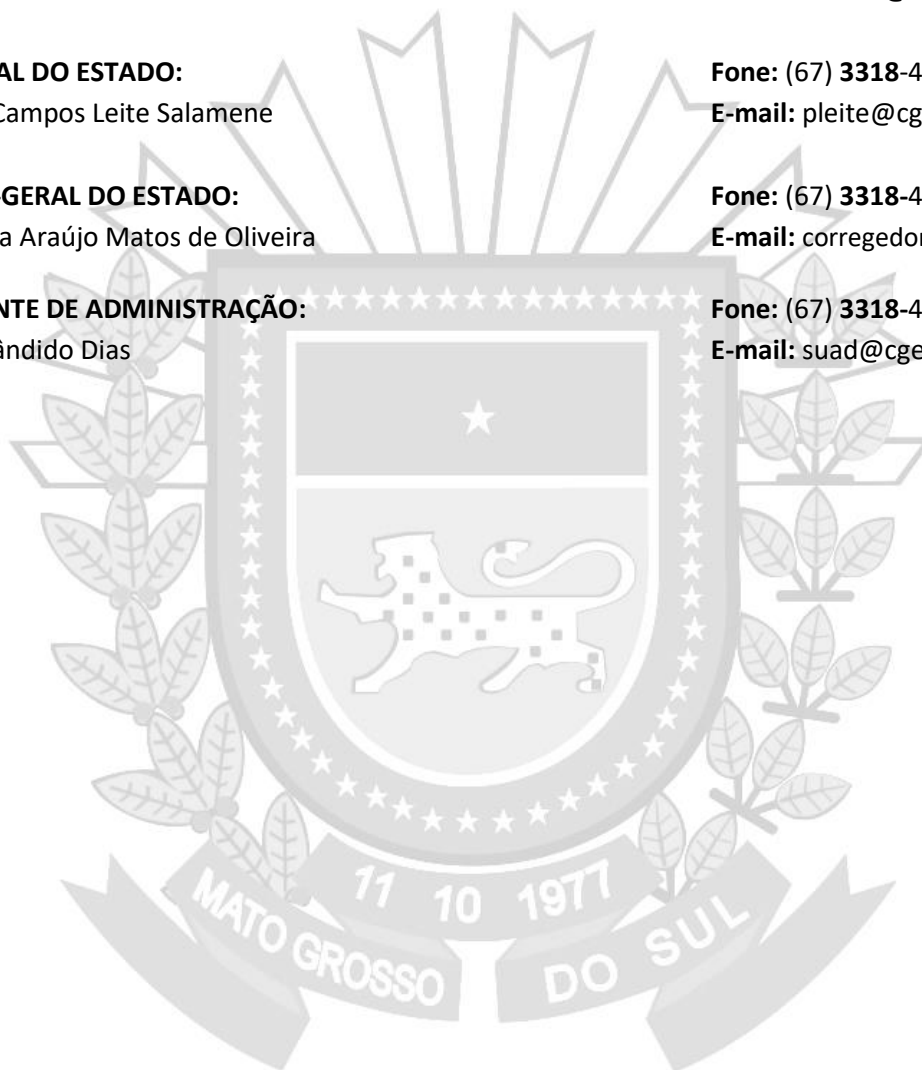 AL DO ESTADO:
Fone: (67) 3318-4
Campos Leite Salamene
E-mail: pleite@cg
-GERAL DO ESTADO:
Fone: (67) 3318-4
a Araújo Matos de Oliveira
E-mail: corregedor
NTE DE ADMINISTRAÇÃO:
Fone: (67) 3318-4
ândido Dias
E-mail: suad@cge
11 10 1977
MATO GROSSO DO SUL